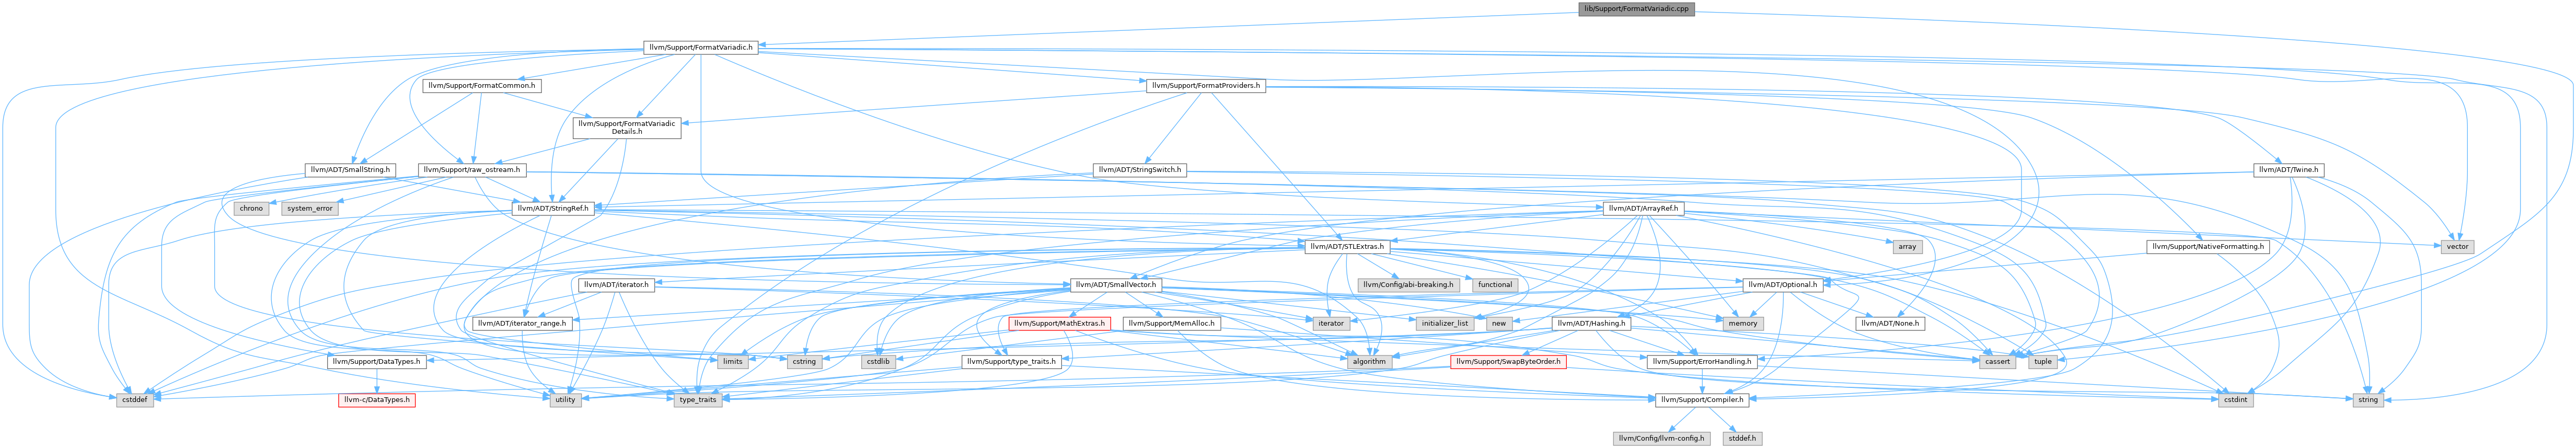 lib/Support/FormatVariadic.cpp
llvm/Support/FormatVariadic.h
llvm/Support/FormatCommon.h
llvm/Support/FormatProviders.h
llvm/Support/FormatVariadic
Details.h
llvm/ADT/SmallString.h
llvm/Support/raw_ostream.h
llvm/ADT/StringSwitch.h
llvm/ADT/Twine.h
chrono
system_error
llvm/ADT/StringRef.h
llvm/ADT/ArrayRef.h
llvm/ADT/STLExtras.h
array
llvm/Support/NativeFormatting.h
vector
llvm/ADT/iterator.h
llvm/ADT/SmallVector.h
llvm/Config/abi-breaking.h
functional
llvm/ADT/Optional.h
llvm/ADT/iterator_range.h
llvm/Support/MathExtras.h
llvm/Support/MemAlloc.h
iterator
initializer_list
new
memory
llvm/ADT/Hashing.h
llvm/ADT/None.h
llvm/Support/DataTypes.h
limits
cstring
cstdlib
llvm/Support/type_traits.h
algorithm
llvm/Support/SwapByteOrder.h
llvm/Support/ErrorHandling.h
cassert
tuple
cstddef
llvm-c/DataTypes.h
utility
type_traits
llvm/Support/Compiler.h
cstdint
string
llvm/Config/llvm-config.h
stddef.h